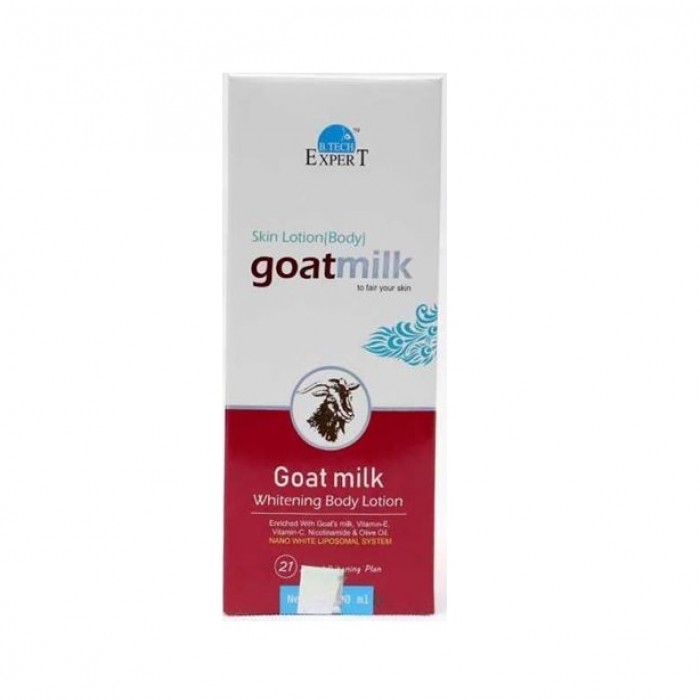 B.TECH
TM
EXPERT
Skin Lotion[Body]
goatmilk
to fair your skin
Goat milk
Whitening Body Lotion
Enriched With Goat's milk, Vitamin-E,
Vitamin-C, Nicotinamide & Olive Oil.
NANO WHITE LIPOSOMAL SYSTEM
21 Plan
ml